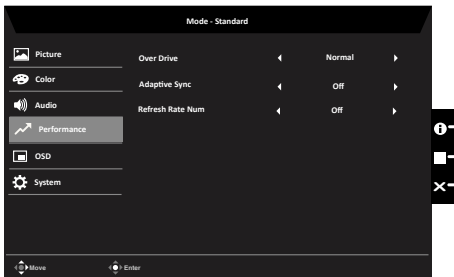 Mode - Standard
Picture
Over Drive Normal
Color
Adaptive Sync Off
Audio
Refresh Rate Num Off
Performance
OSD
System
Move Enter